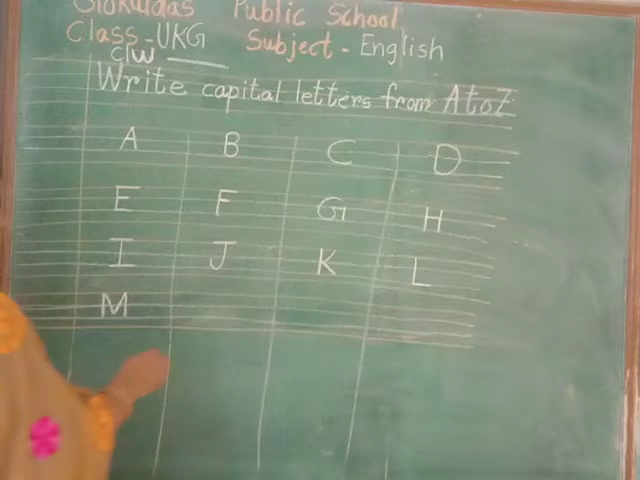 Public School
Class - UKG Subject - English
C/W
Write capital letters from A to Z
A B C D
E F G H
I J K L
M